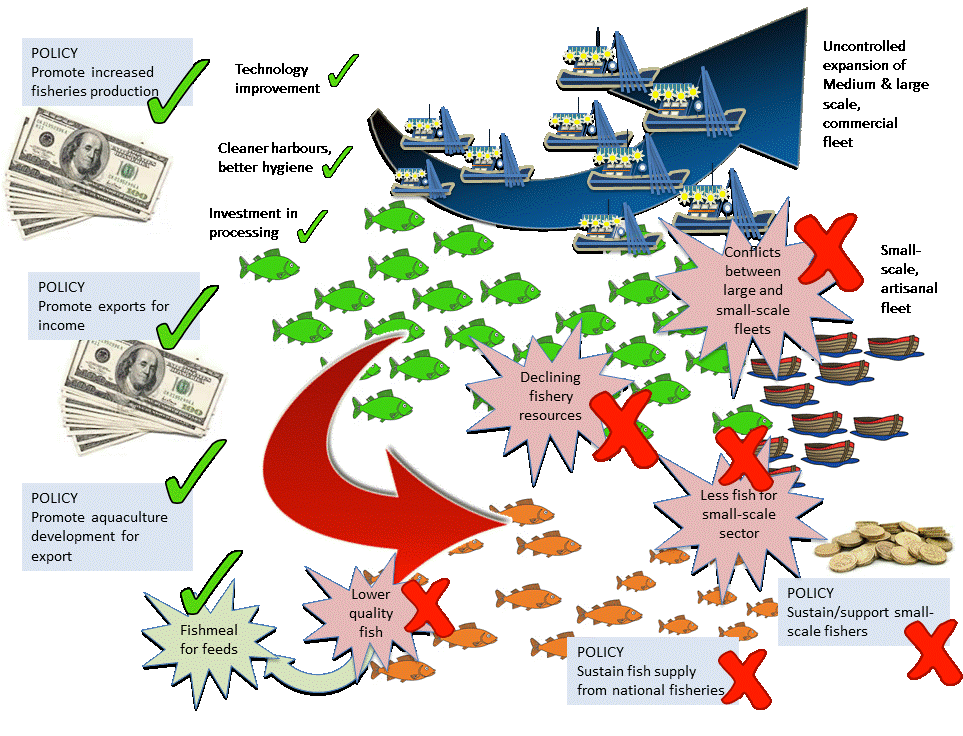 POLICY
Promote increased
fisheries production
Technology
improvement
Cleaner harbours,
better hygiene
Investment in
processing
Uncontrolled
expansion of
Medium & large
scale,
commercial
fleet
Conflicts
between
large and
small-scale
fleets
Small-
scale,
artisanal
fleet
POLICY
Promote exports for
income
Declining
fishery
resources
Less fish for
small-scale
sector
POLICY
Promote aquaculture
development for
export
Fishmeal
for feeds
Lower
quality
fish
POLICY
Sustain/support small-
scale fishers
POLICY
Sustain fish supply
from national fisheries